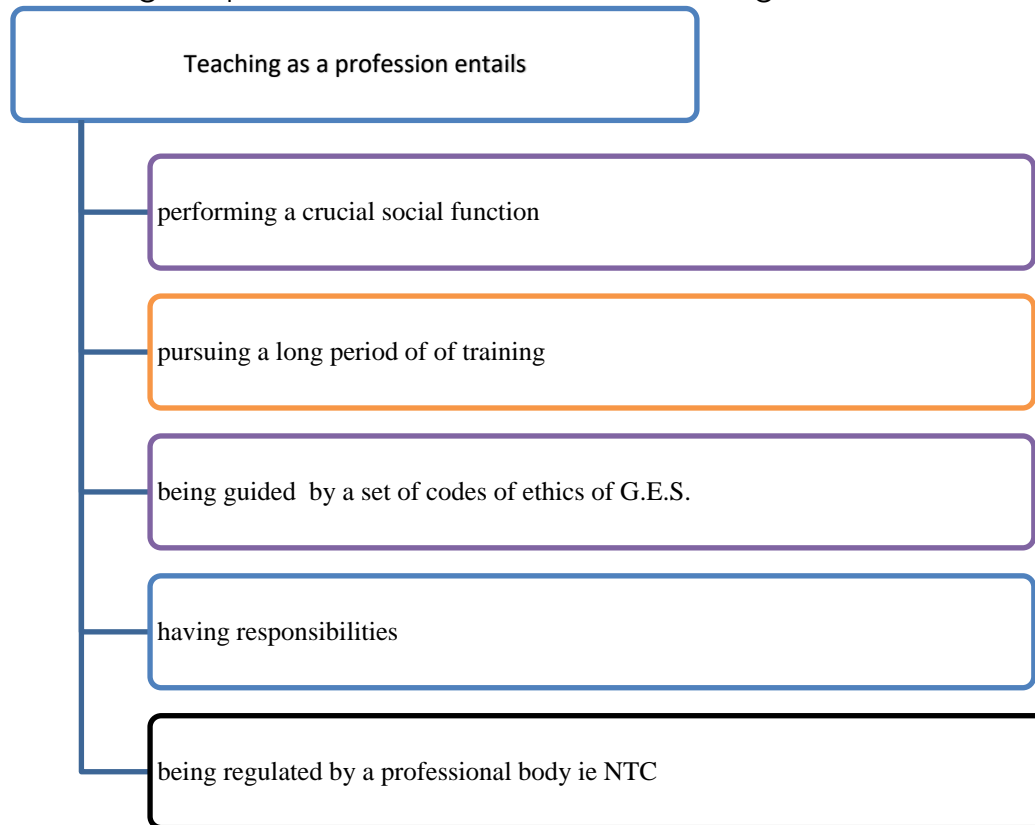 Teaching as a profession entails
performing a crucial social function
pursuing a long period of of training
being guided  by a set of codes of ethics of G.E.S.
having responsibilities
being regulated by a professional body ie NTC